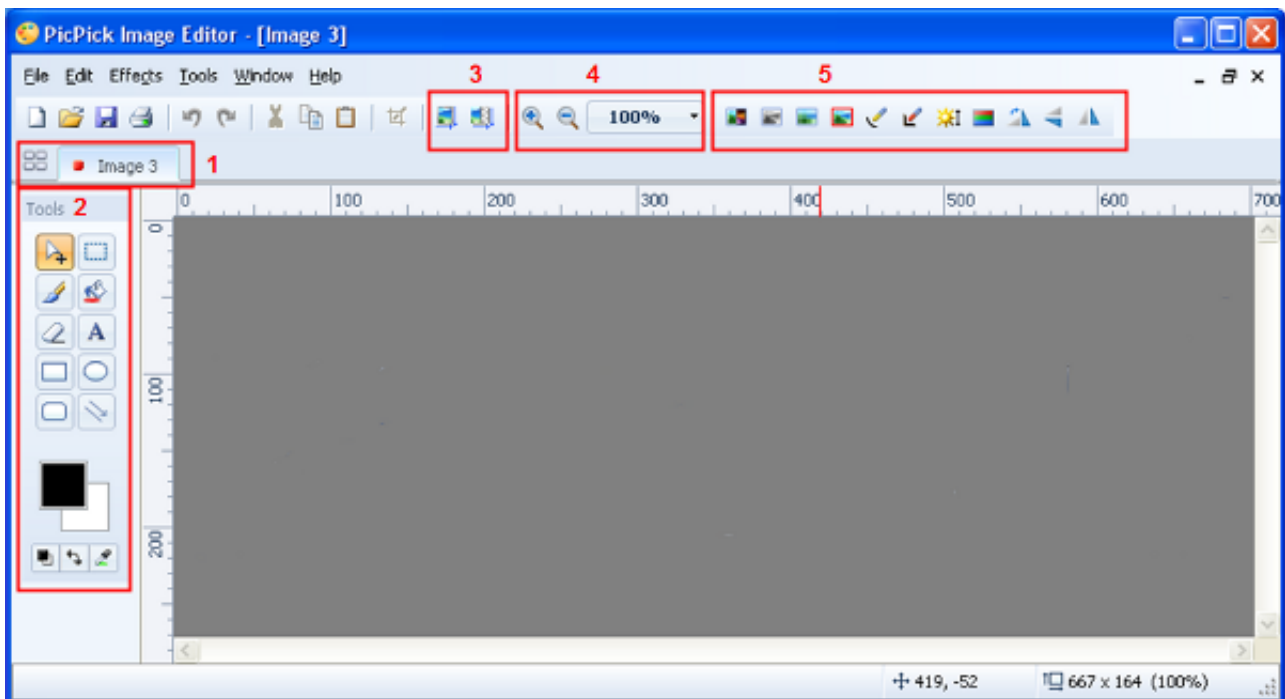 PicPick Image Editor - [Image 3]
File Edit Effects Tools Window Help
3 4 5
100%
Image 3
1
Tools 2
0 100 200 300 400 500 600 700
A
0
100
200
419, -52
667 x 164 (100%)